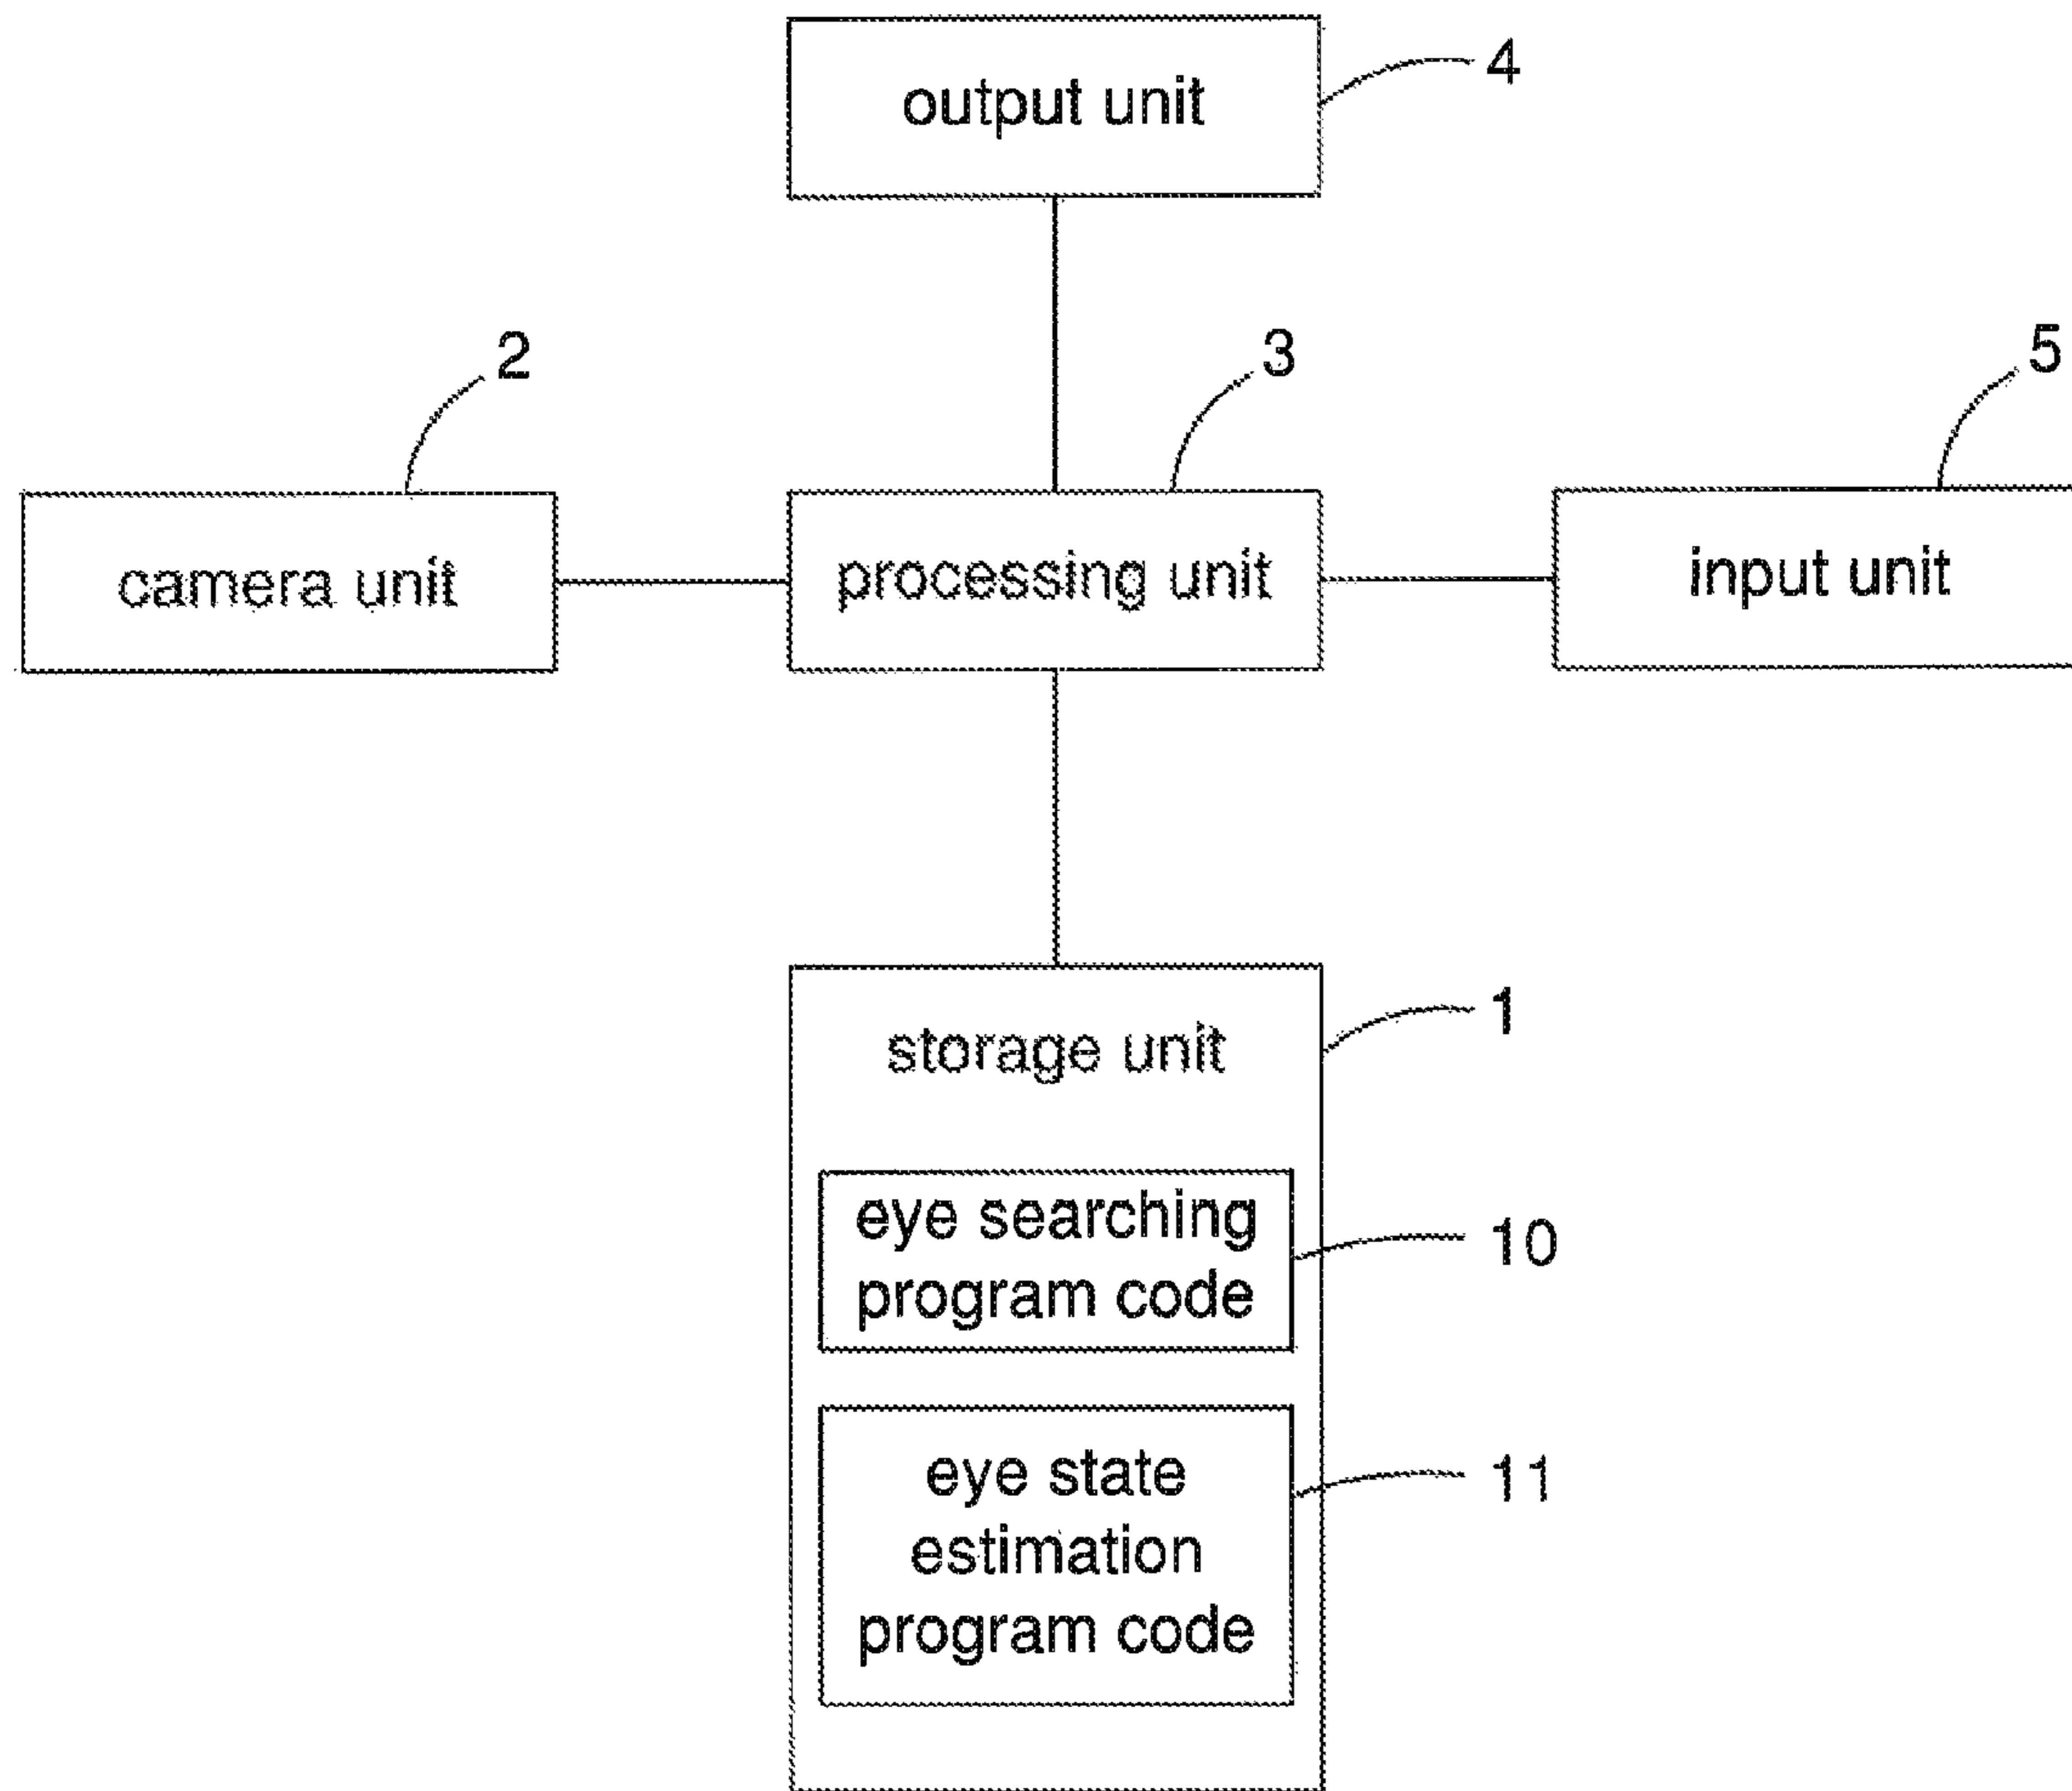 output unit
4
2
3
5
camera unit
processing unit
input unit
storage unit
1
eye searching
program code
10
eye state
estimation
program code
11